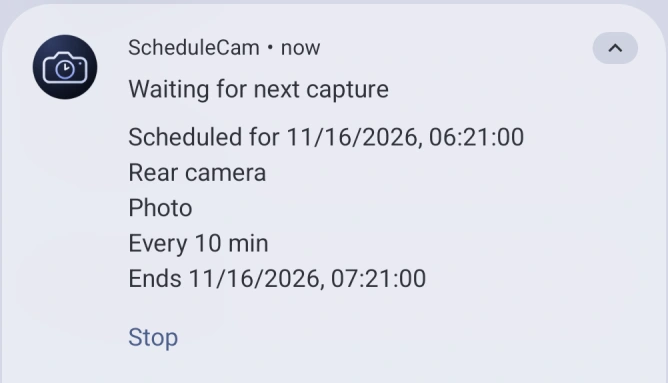 ScheduleCam • now
Waiting for next capture
Scheduled for 11/16/2026, 06:21:00
Rear camera
Photo
Every 10 min
Ends 11/16/2026, 07:21:00
Stop